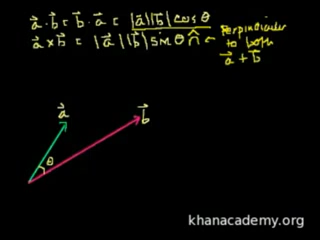 a⃗ · b⃗ = b⃗ · a⃗ = |a⃗||b⃗| cos θ
a⃗ × b⃗ = |a⃗||b⃗| sin θ n̂ ← Perpendicular
to both
a⃗ + b⃗
a⃗
b⃗
θ
khanacademy.org